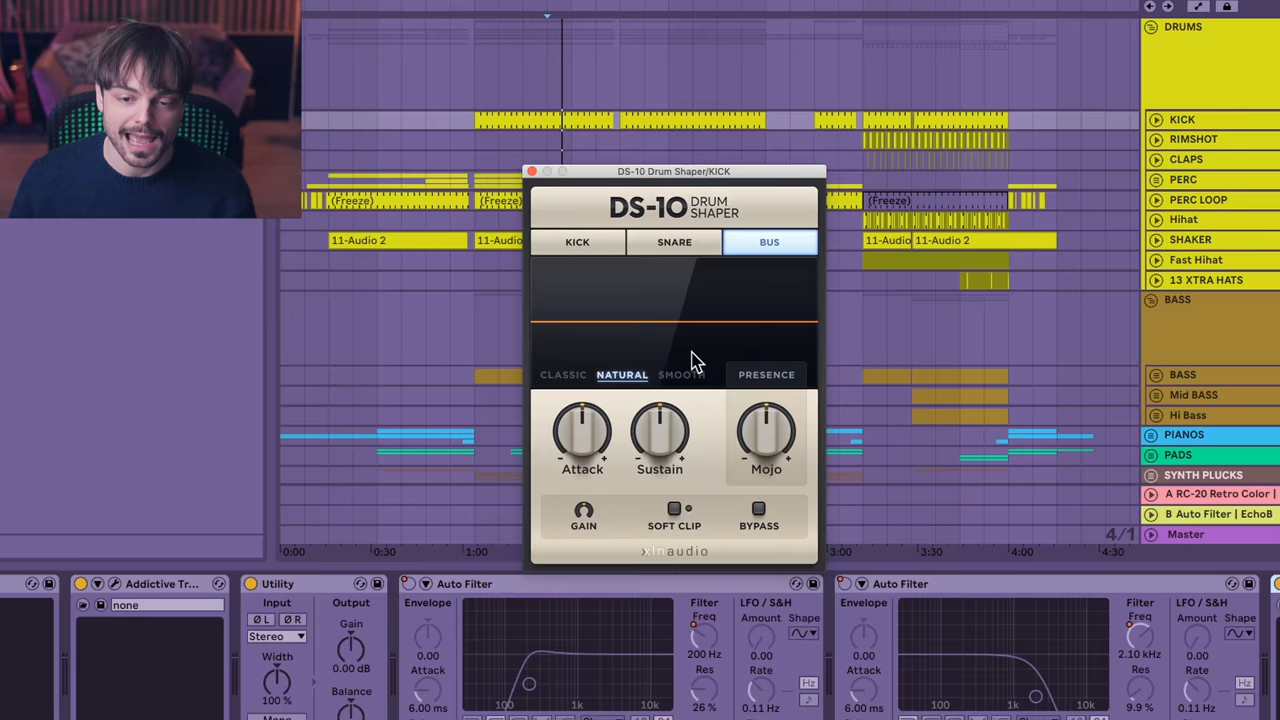 DRUMS
KICK
RIMSHOT
CLAPS
PERC
PERC LOOP
Hihat
SHAKER
Fast Hihat
13 XTRA HATS
BASS
BASS
Mid BASS
Hi Bass
PIANOS
PADS
SYNTH PLUCKS
A RC-20 Retro Color |
B Auto Filter | EchoB
Master
(Freeze)
(Freeze)
(Freeze)
11-Audio 2
11-Au
11-Audio
11-Audio 2
DS-10 Drum Shaper/KICK
DS-10 DRUM SHAPER
KICK SNARE BUS
CLASSIC NATURAL SMOOTH PRESENCE
- + - + - +
Attack Sustain Mojo
GAIN SOFT CLIP BYPASS
xlnaudio
4/1
0:00 0:30 1:00 3:00 3:30 4:00 4:30
Addictive Tr...
none
Utility
Input Output
Ø L Ø R Gain
Stereo
0.00 dB
Width
100 %
Balance
Mono
Auto Filter
Envelope
0.00
Attack
6.00 ms
100 1k 10k
Filter
Freq
200 Hz
Res
26 %
LFO / S&H
Amount Shape
0.00
Rate
0.11 Hz
Hz
Auto Filter
Envelope
0.00
Attack
6.00 ms
100 1k 10k
Filter
Freq
2.10 kHz
Res
9.9 %
LFO / S&H
Amount Shape
0.00
Rate
0.11 Hz
Hz